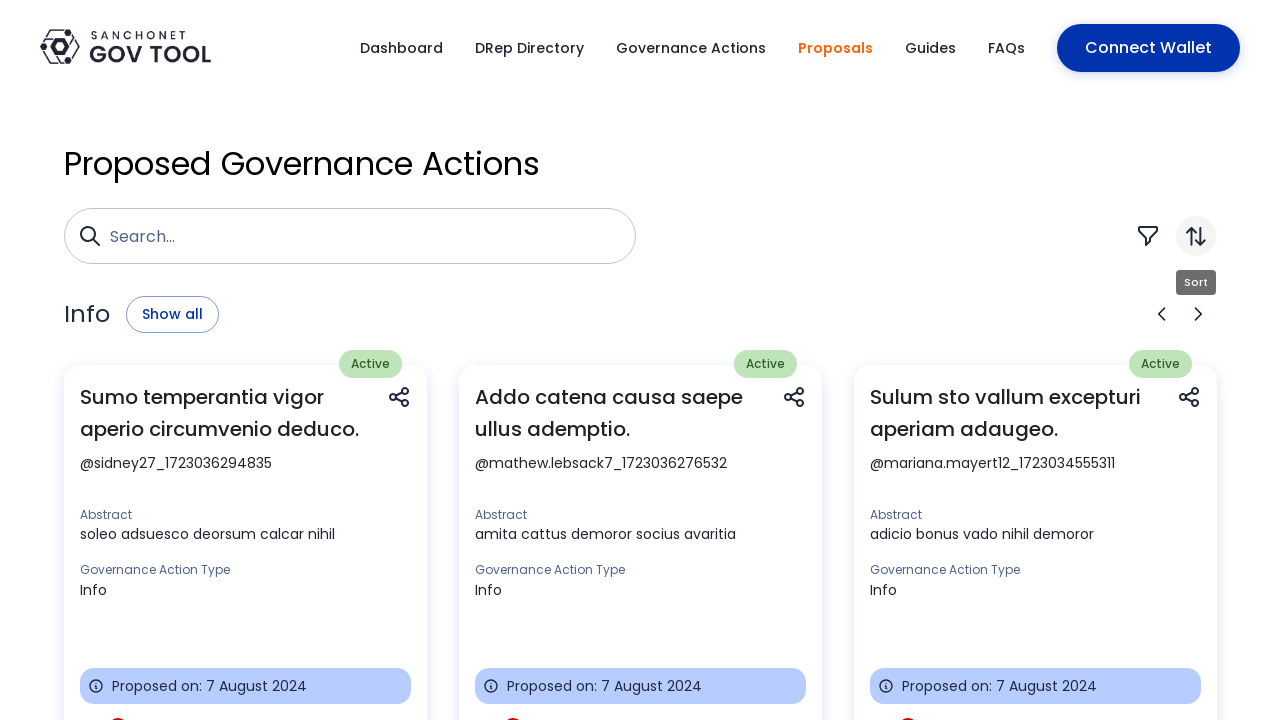 SANCHONET
GOV TOOL
Dashboard
DRep Directory
Governance Actions
Proposals
Guides
FAQs
Connect Wallet
Proposed Governance Actions
Search...
Sort
Info
Show all
Active
Sumo temperantia vigor
aperio circumvenio deduco.
@sidney27_1723036294835
Abstract
soleo adsuesco deorsum calcar nihil
Governance Action Type
Info
Proposed on: 7 August 2024
Active
Addo catena causa saepe
ullus ademptio.
@mathew.lebsack7_1723036276532
Abstract
amita cattus demoror socius avaritia
Governance Action Type
Info
Proposed on: 7 August 2024
Active
Sulum sto vallum excepturi
aperiam adaugeo.
@mariana.mayert12_1723034555311
Abstract
adicio bonus vado nihil demoror
Governance Action Type
Info
Proposed on: 7 August 2024